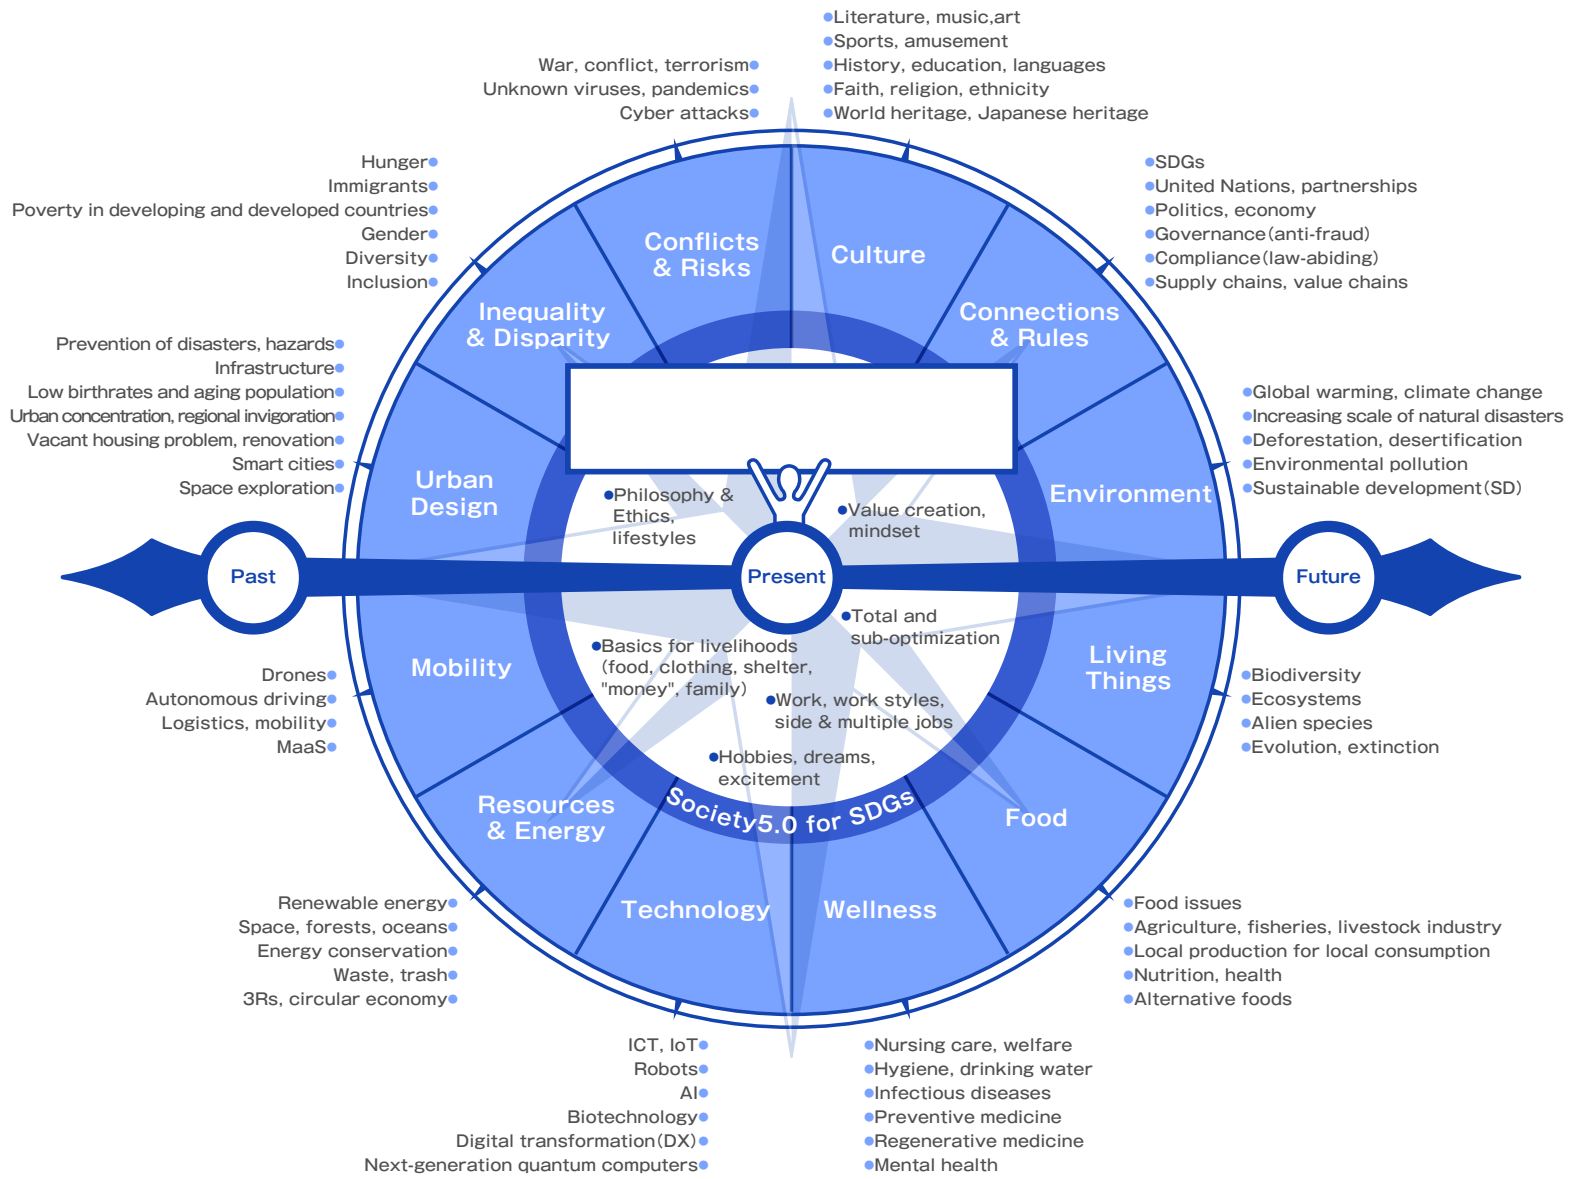 Literature, music,art
Sports, amusement
History, education, languages
Faith, religion, ethnicity
World heritage, Japanese heritage
War, conflict, terrorism
Unknown viruses, pandemics
Cyber attacks
Hunger
Immigrants
Poverty in developing and developed countries
Gender
Diversity
Inclusion
SDGs
United Nations, partnerships
Politics, economy
Governance(anti-fraud)
Compliance(law-abiding)
Supply chains, value chains
Conflicts
& Risks
Culture
Inequality
& Disparity
Connections
& Rules
Prevention of disasters, hazards
Infrastructure
Low birthrates and aging population
Urban concentration, regional invigoration
Vacant housing problem, renovation
Smart cities
Space exploration
Global warming, climate change
Increasing scale of natural disasters
Deforestation, desertification
Environmental pollution
Sustainable development(SD)
Urban
Design
Environment
Philosophy &
Ethics,
lifestyles
Value creation,
mindset
Past
Present
Future
Total and
sub-optimization
Basics for livelihoods
(food, clothing, shelter,
"money", family)
Work, work styles,
side & multiple jobs
Hobbies, dreams,
excitement
Mobility
Living
Things
Drones
Autonomous driving
Logistics, mobility
MaaS
Biodiversity
Ecosystems
Alien species
Evolution, extinction
Resources
& Energy
Society5.0 for SDGs
Food
Technology
Wellness
Renewable energy
Space, forests, oceans
Energy conservation
Waste, trash
3Rs, circular economy
Food issues
Agriculture, fisheries, livestock industry
Local production for local consumption
Nutrition, health
Alternative foods
ICT, IoT
Robots
AI
Biotechnology
Digital transformation(DX)
Next-generation quantum computers
Nursing care, welfare
Hygiene, drinking water
Infectious diseases
Preventive medicine
Regenerative medicine
Mental health